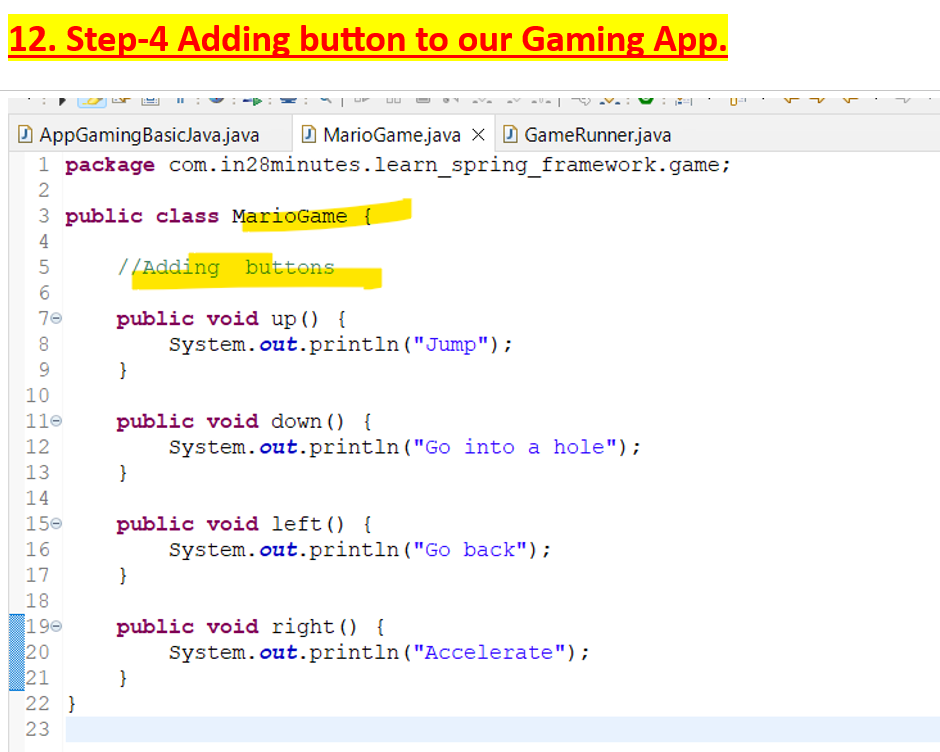 12. Step-4 Adding button to our Gaming App.
AppGamingBasicJava.java MarioGame.java GameRunner.java
1 package com.in28minutes.learn_spring_framework.game;
2
3 public class MarioGame {
4
5 //Adding buttons
6
7 public void up() {
8 System.out.println("Jump");
9 }
10
11 public void down() {
12 System.out.println("Go into a hole");
13 }
14
15 public void left() {
16 System.out.println("Go back");
17 }
18
19 public void right() {
20 System.out.println("Accelerate");
21 }
22 }
23